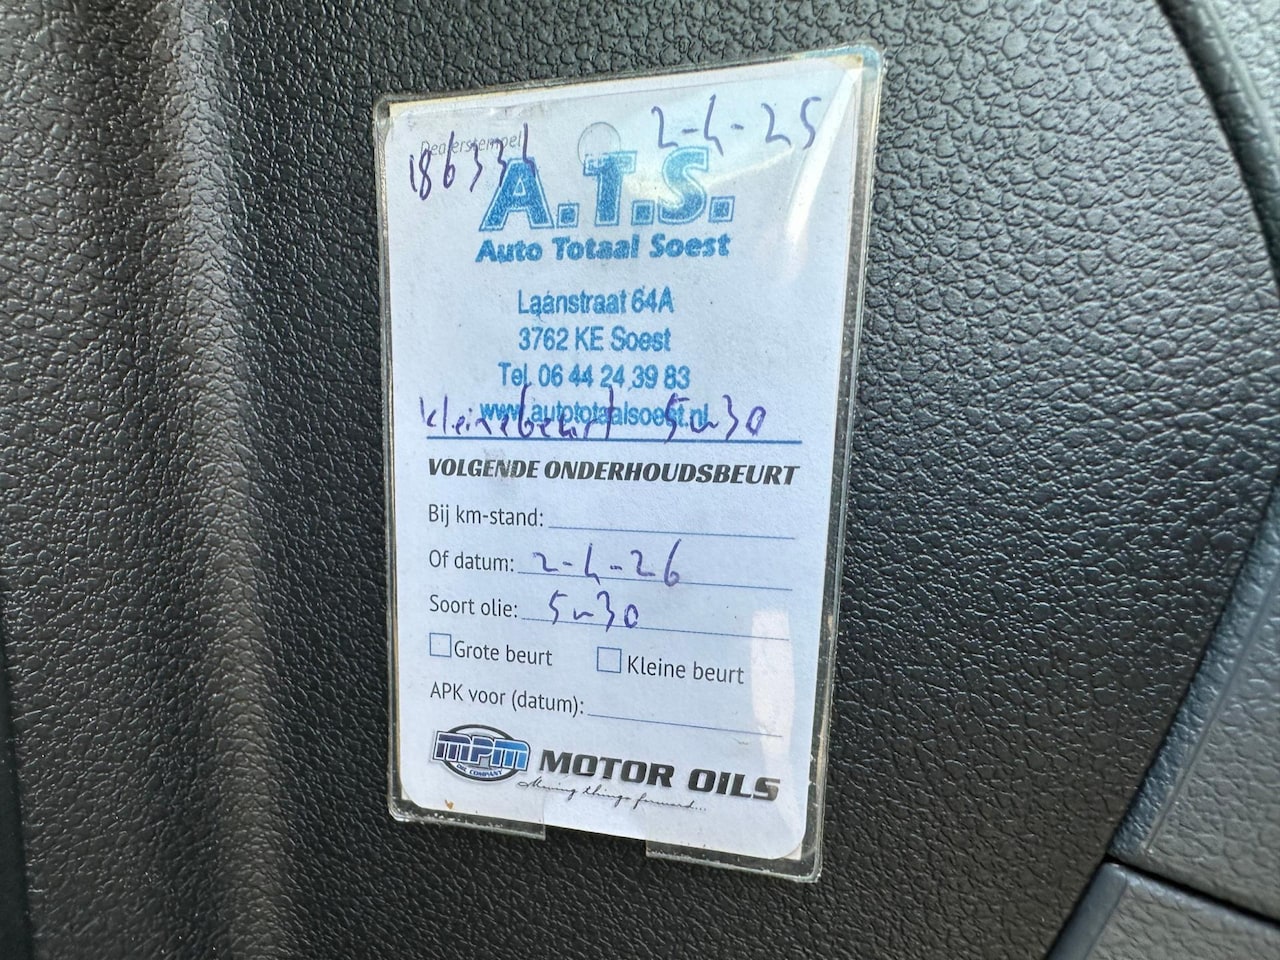 Dealerstempel
2-4-25
186334
A.T.S.
Auto Totaal Soest
Laanstraat 64A
3762 KE Soest
Tel. 06 44 24 39 83
www.autototaalsoest.nl
kleine beurt 5w30
VOLGENDE ONDERHOUDSBEURT
Bij km-stand:
Of datum: 2-4-26
Soort olie: 5w30
Grote beurt Kleine beurt
APK voor (datum):
MPM
OIL COMPANY
MOTOR OILS
Moving things forward...